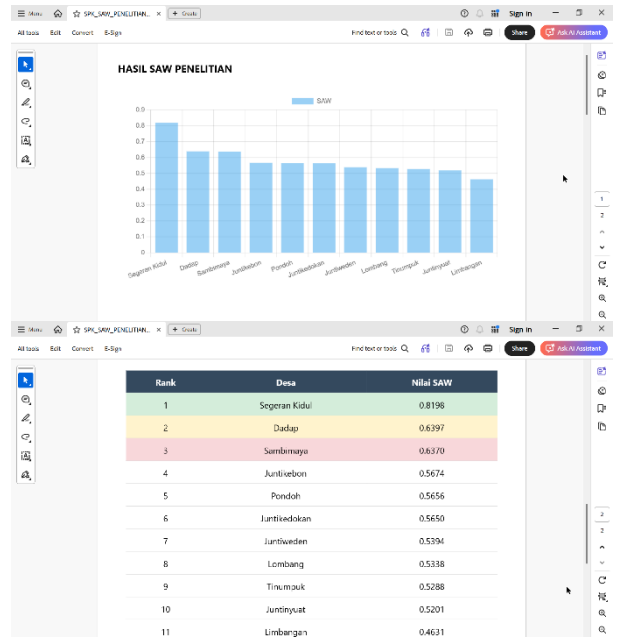 Menu SPK_SAW_PENELITIAN... × + Create Sign in
All tools Edit Convert E-Sign Find text or tools Share Ask AI Assistant
HASIL SAW PENELITIAN
SAW
0.9
0.8
0.7
0.6
0.5
0.4
0.3
0.2
0.1
0
Segeran Kidul Dadap Sambimaya Juntikebon Pondoh Juntikedokan Juntiweden Lombang Tinumpuk Juntinyuat Limbangan
1
2
Menu SPK_SAW_PENELITIAN... × + Create Sign in
All tools Edit Convert E-Sign Find text or tools Share Ask AI Assistant
Rank Desa Nilai SAW
1 Segeran Kidul 0.8198
2 Dadap 0.6397
3 Sambimaya 0.6370
4 Juntikebon 0.5674
5 Pondoh 0.5656
6 Juntikedokan 0.5650
7 Juntiweden 0.5394
8 Lombang 0.5338
9 Tinumpuk 0.5288
10 Juntinyuat 0.5201
11 Limbangan 0.4631
2
2